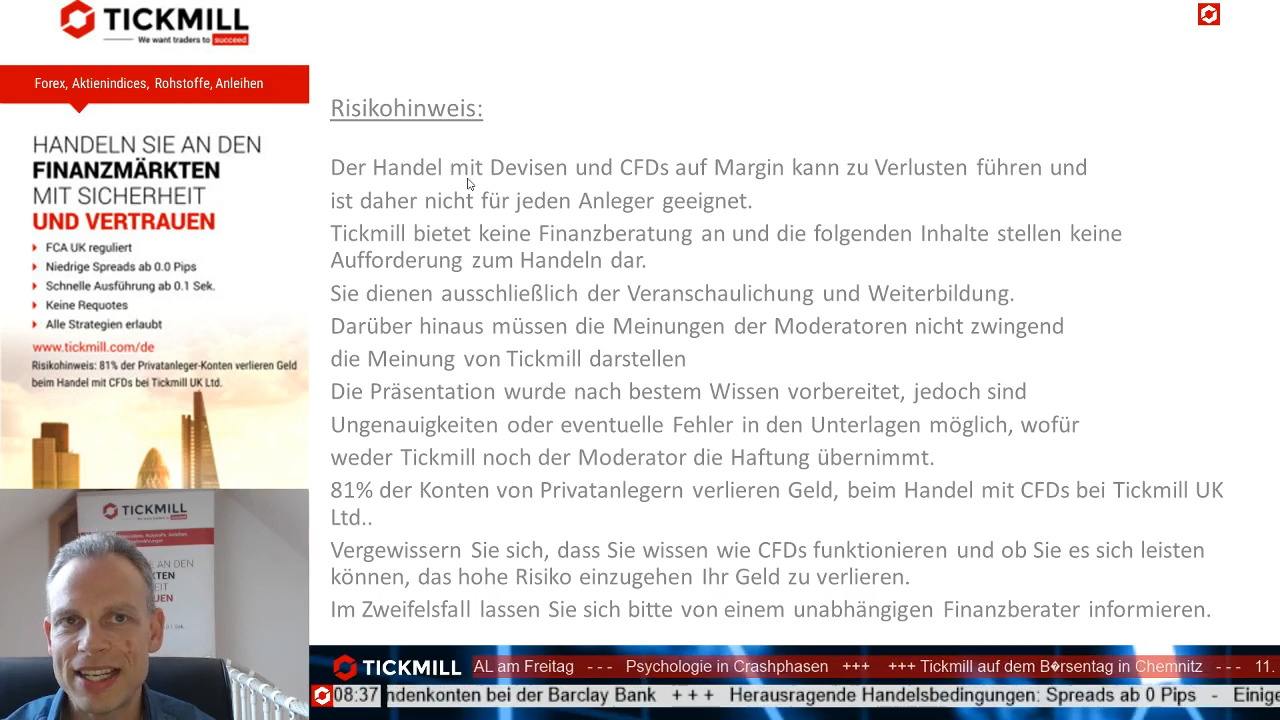 TICKMILL
We want traders to succeed
Forex, Aktienindices, Rohstoffe, Anleihen
HANDELN SIE AN DEN
FINANZMÄRKTEN
MIT SICHERHEIT
UND VERTRAUEN
FCA UK reguliert
Niedrige Spreads ab 0.0 Pips
Schnelle Ausführung ab 0.1 Sek.
Keine Requotes
Alle Strategien erlaubt
www.tickmill.com/de
Risikohinweis: 81% der Privatanleger-Konten verlieren Geld
beim Handel mit CFDs bei Tickmill UK Ltd.
TICKMILL
AN DEN
KTEN
EIT
UEN
Risikohinweis:
Der Handel mit Devisen und CFDs auf Margin kann zu Verlusten führen und
ist daher nicht für jeden Anleger geeignet.
Tickmill bietet keine Finanzberatung an und die folgenden Inhalte stellen keine
Aufforderung zum Handeln dar.
Sie dienen ausschließlich der Veranschaulichung und Weiterbildung.
Darüber hinaus müssen die Meinungen der Moderatoren nicht zwingend
die Meinung von Tickmill darstellen
Die Präsentation wurde nach bestem Wissen vorbereitet, jedoch sind
Ungenauigkeiten oder eventuelle Fehler in den Unterlagen möglich, wofür
weder Tickmill noch der Moderator die Haftung übernimmt.
81% der Konten von Privatanlegern verlieren Geld, beim Handel mit CFDs bei Tickmill UK
Ltd..
Vergewissern Sie sich, dass Sie wissen wie CFDs funktionieren und ob Sie es sich leisten
können, das hohe Risiko einzugehen Ihr Geld zu verlieren.
Im Zweifelsfall lassen Sie sich bitte von einem unabhängigen Finanzberater informieren.
TICKMILL AL am Freitag --- Psychologie in Crashphasen +++ +++ Tickmill auf dem B�rsentag in Chemnitz --- 11.
08:37 ndenkonten bei der Barclay Bank +++ Herausragende Handelsbedingungen: Spreads ab 0 Pips - Einige